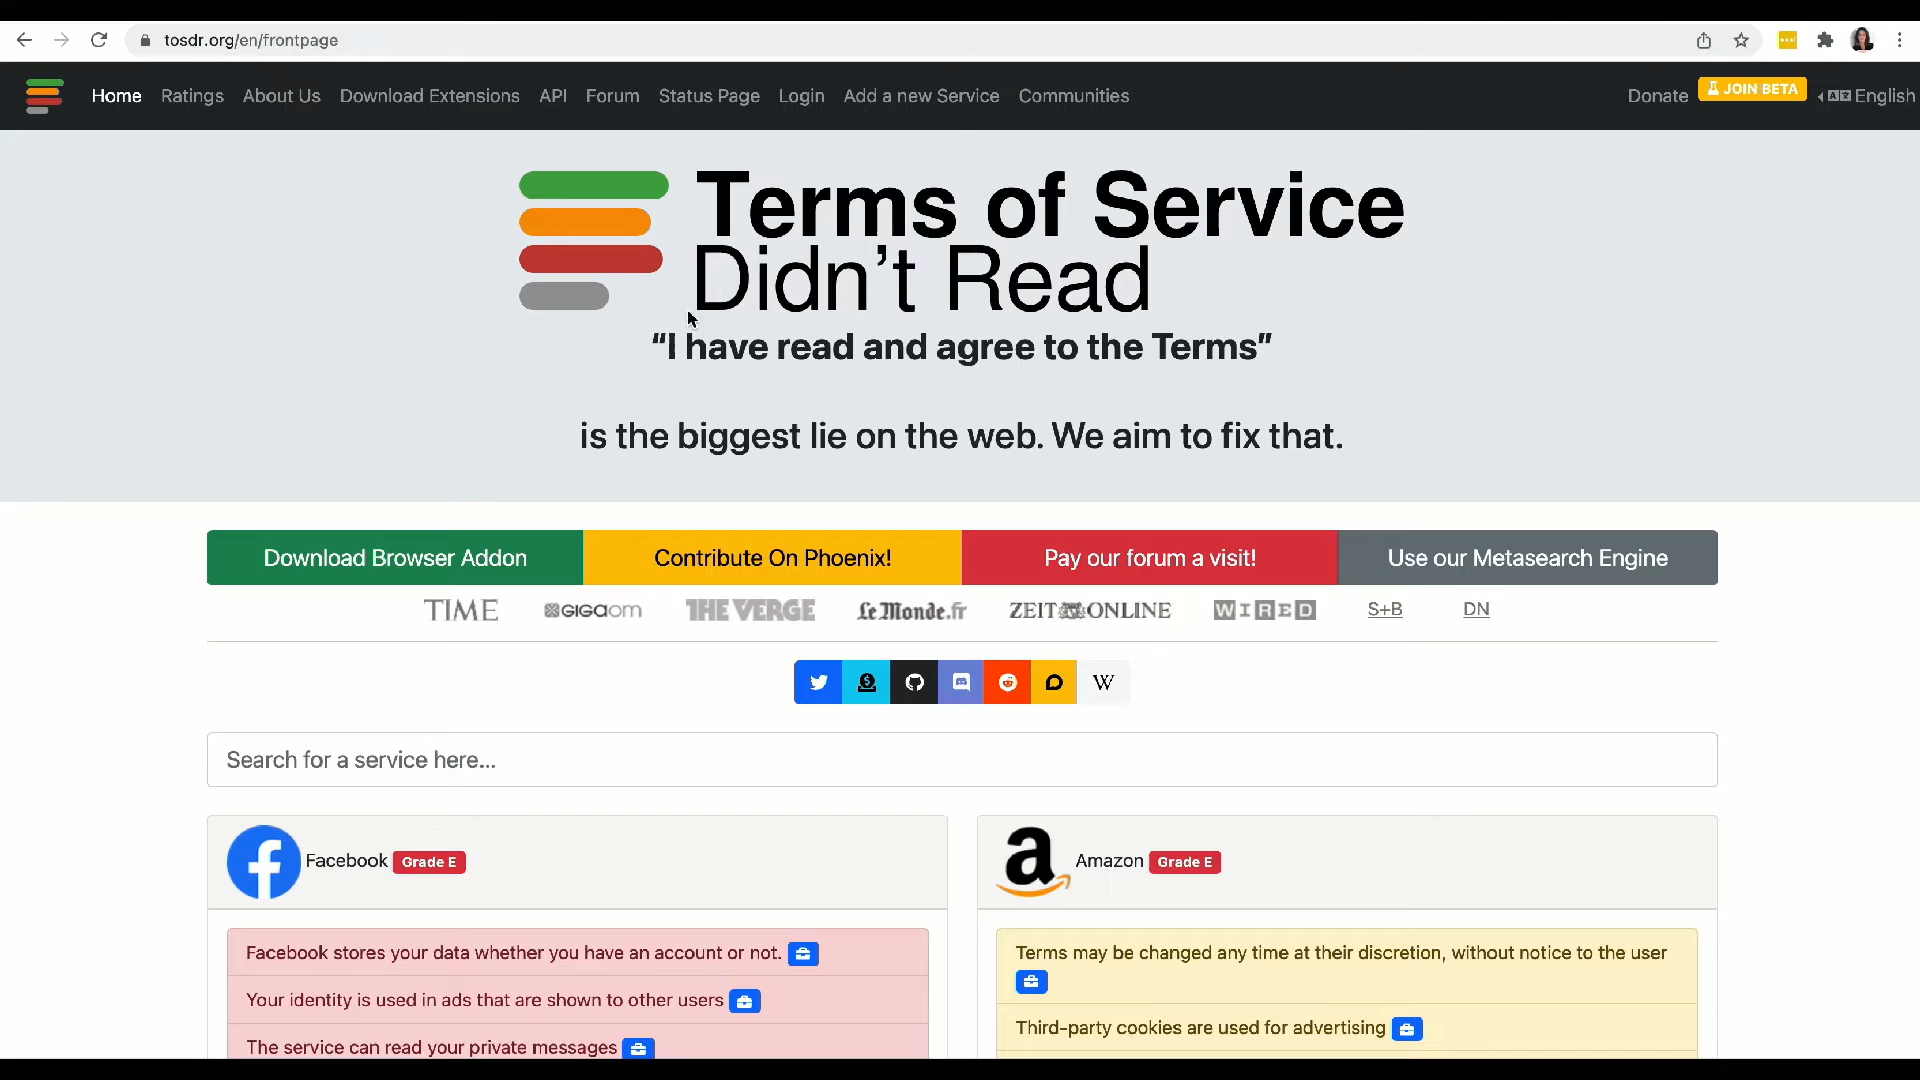 tosdr.org/en/frontpage
Home Ratings About Us Download Extensions API Forum Status Page Login Add a new Service Communities Donate JOIN BETA English
Terms of Service
Didn’t Read
“I have read and agree to the Terms”
is the biggest lie on the web. We aim to fix that.
Download Browser Addon Contribute On Phoenix! Pay our forum a visit! Use our Metasearch Engine
TIME GIGAOM THE VERGE Le Monde.fr ZEIT ONLINE WIRED S+B DN
W
Search for a service here...
Facebook Grade E
Amazon Grade E
Facebook stores your data whether you have an account or not.
Your identity is used in ads that are shown to other users
The service can read your private messages
Terms may be changed any time at their discretion, without notice to the user
Third-party cookies are used for advertising